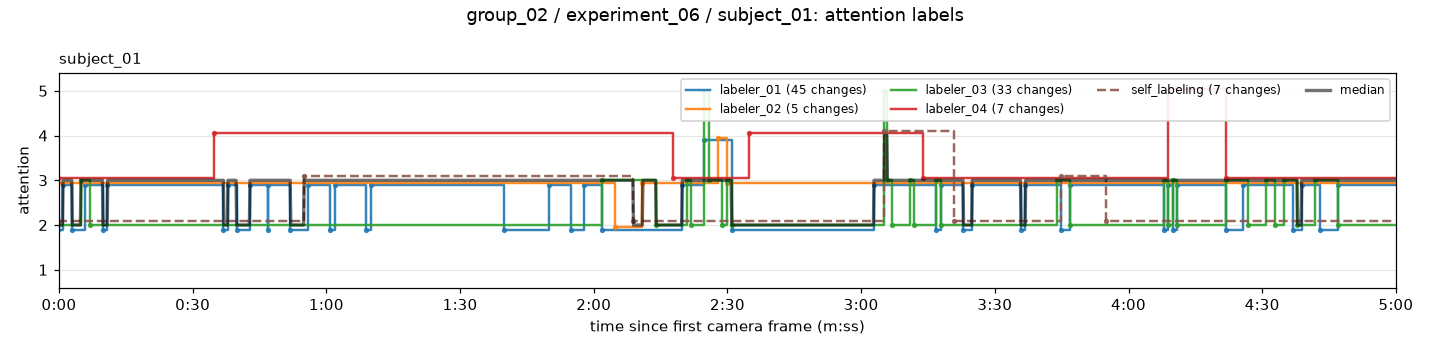 group_02 / experiment_06 / subject_01: attention labels
subject_01
labeler_01 (45 changes)
labeler_02 (5 changes)
labeler_03 (33 changes)
labeler_04 (7 changes)
self_labeling (7 changes)
median
attention
5
4
3
2
1
0:00 0:30 1:00 1:30 2:00 2:30 3:00 3:30 4:00 4:30 5:00
time since first camera frame (m:ss)